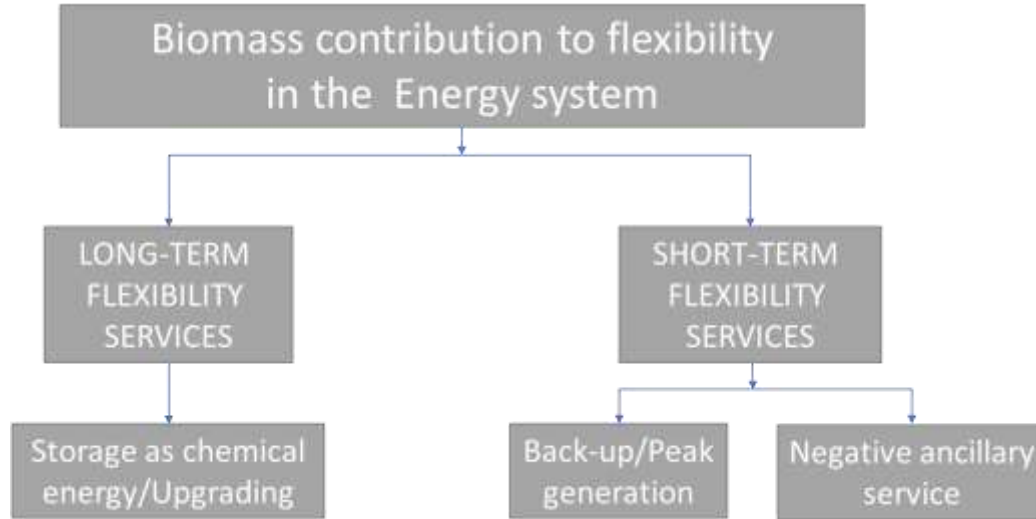 Biomass contribution to flexibility
in the Energy system
LONG-TERM
FLEXIBILITY
SERVICES
SHORT-TERM
FLEXIBILITY
SERVICES
Storage as chemical
energy/Upgrading
Back-up/Peak
generation
Negative ancillary
service